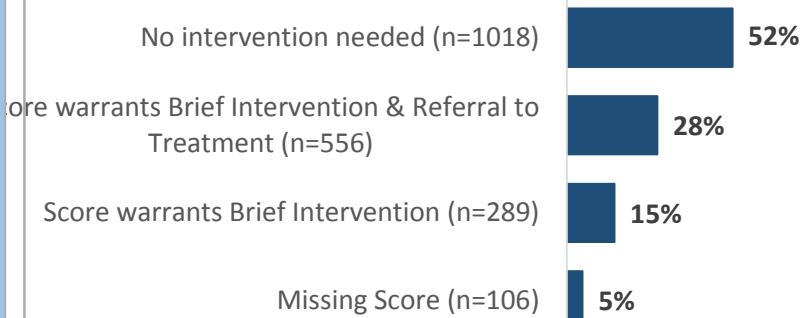 No intervention needed (n=1018)
52%
ore warrants Brief Intervention & Referral to
Treatment (n=556)
28%
Score warrants Brief Intervention (n=289)
15%
Missing Score (n=106)
5%